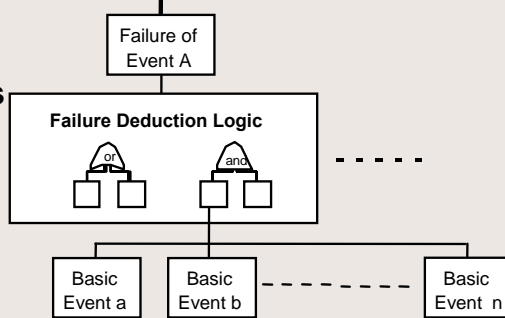 Failure of
Event A
s
Failure Deduction Logic
or
and
Basic
Event a
Basic
Event b
Basic
Event n